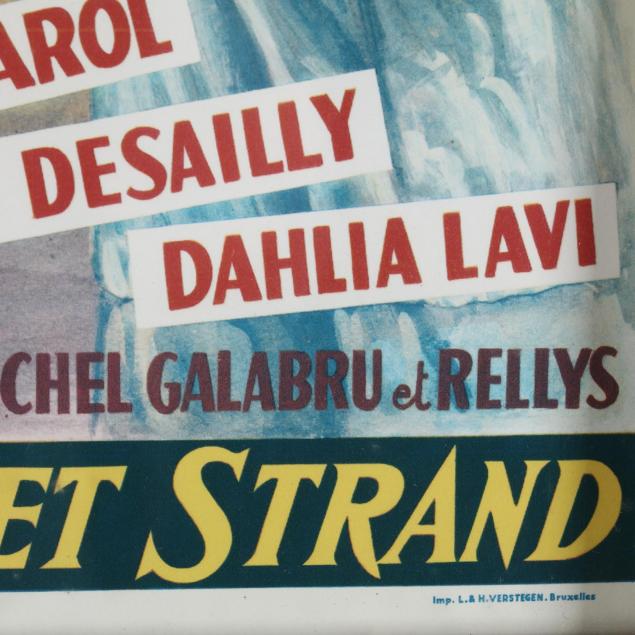 AROL
DESAILLY
DAHLIA LAVI
CHEL GALABRU et RELLYS
ET STRAND
Imp. L. & H. VERSTEGEN. Bruxelles